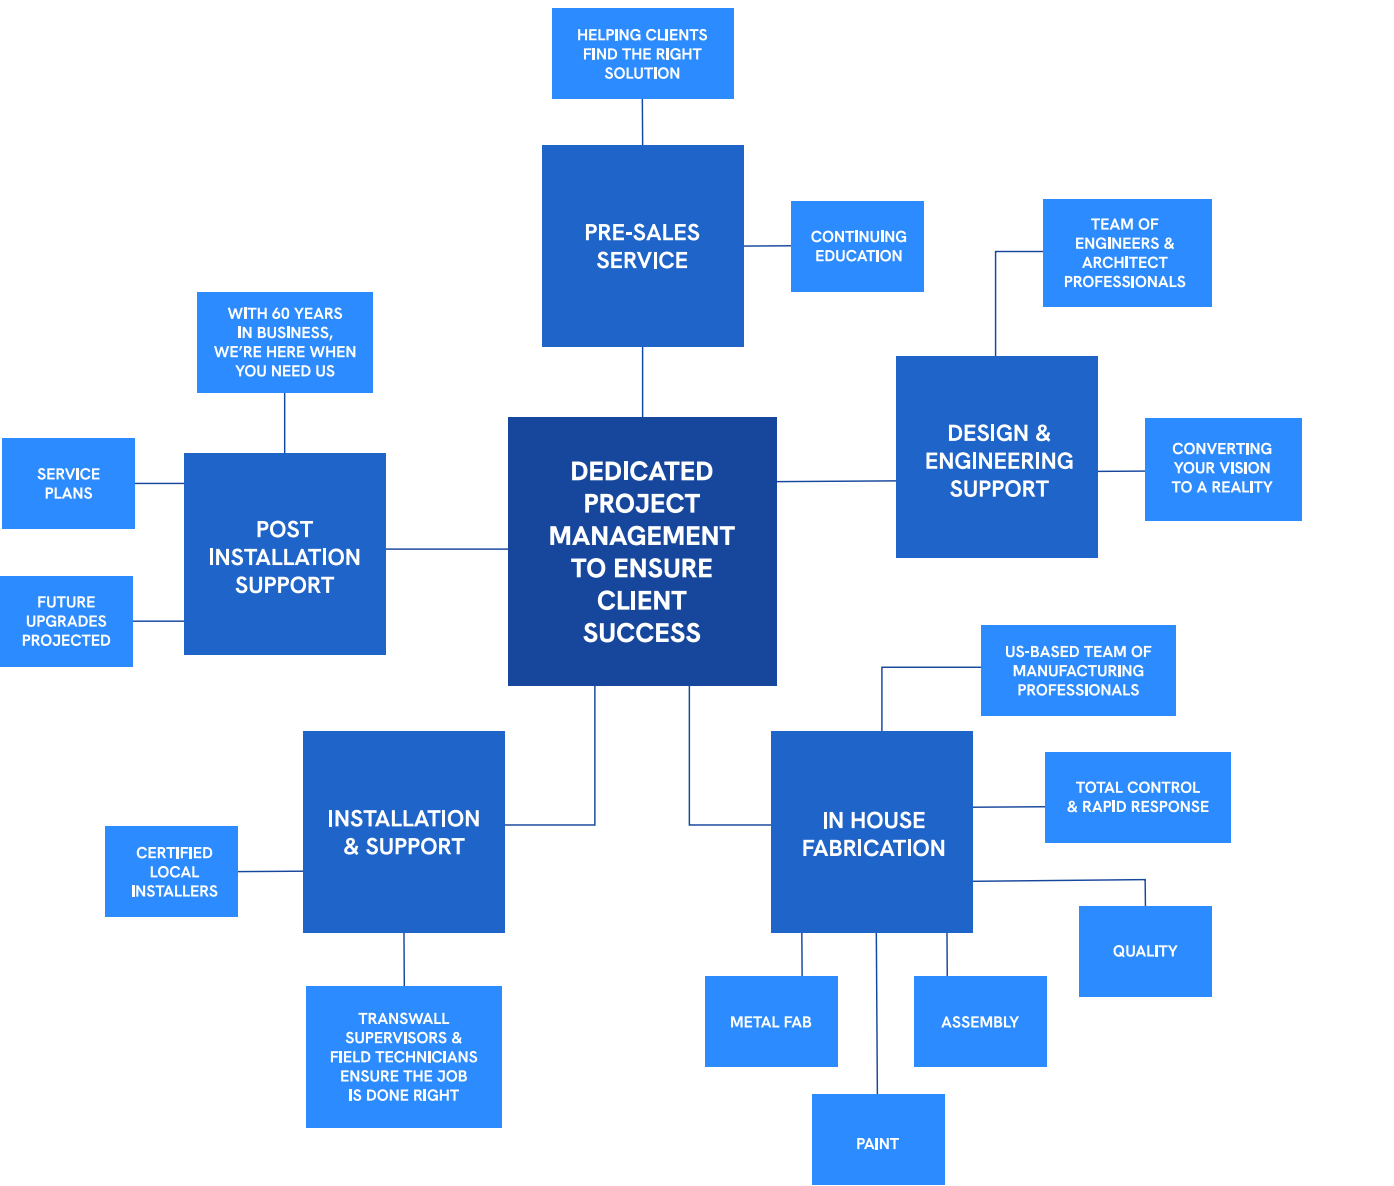 HELPING CLIENTS
FIND THE RIGHT
SOLUTION
PRE-SALES
SERVICE
CONTINUING
EDUCATION
TEAM OF
ENGINEERS &
ARCHITECT
PROFESSIONALS
WITH 60 YEARS
IN BUSINESS,
WE'RE HERE WHEN
YOU NEED US
DESIGN &
ENGINEERING
SUPPORT
CONVERTING
YOUR VISION
TO A REALITY
SERVICE
PLANS
POST
INSTALLATION
SUPPORT
DEDICATED
PROJECT
MANAGEMENT
TO ENSURE
CLIENT
SUCCESS
FUTURE
UPGRADES
PROJECTED
US-BASED TEAM OF
MANUFACTURING
PROFESSIONALS
INSTALLATION
& SUPPORT
IN HOUSE
FABRICATION
TOTAL CONTROL
& RAPID RESPONSE
CERTIFIED
LOCAL
INSTALLERS
QUALITY
TRANSWALL
SUPERVISORS &
FIELD TECHNICIANS
ENSURE THE JOB
IS DONE RIGHT
METAL FAB
ASSEMBLY
PAINT